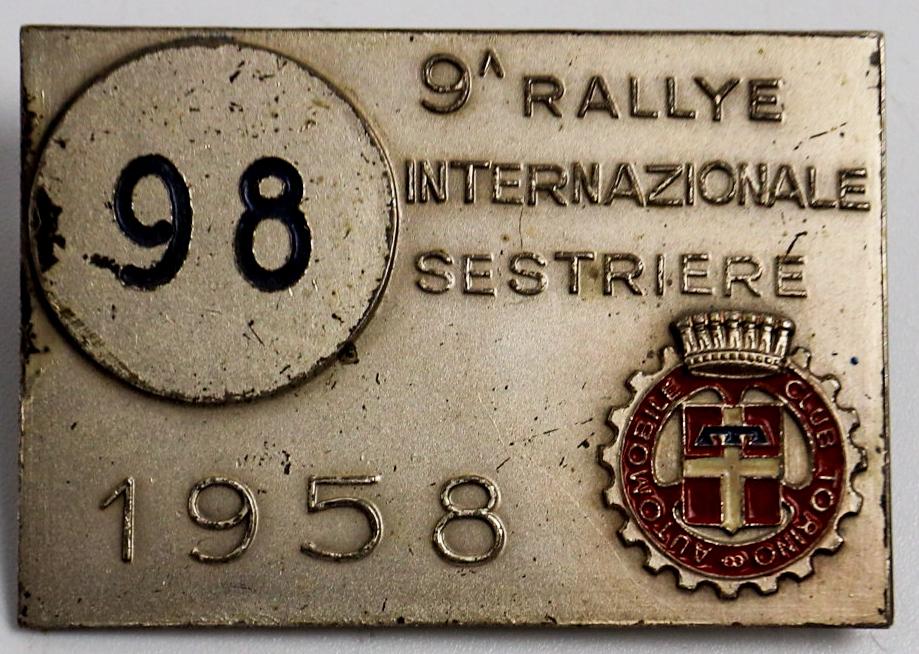 98
9^ RALLYE
INTERNAZIONALE
SESTRIERE
1958
AUTOMOBILE CLUB TORINO